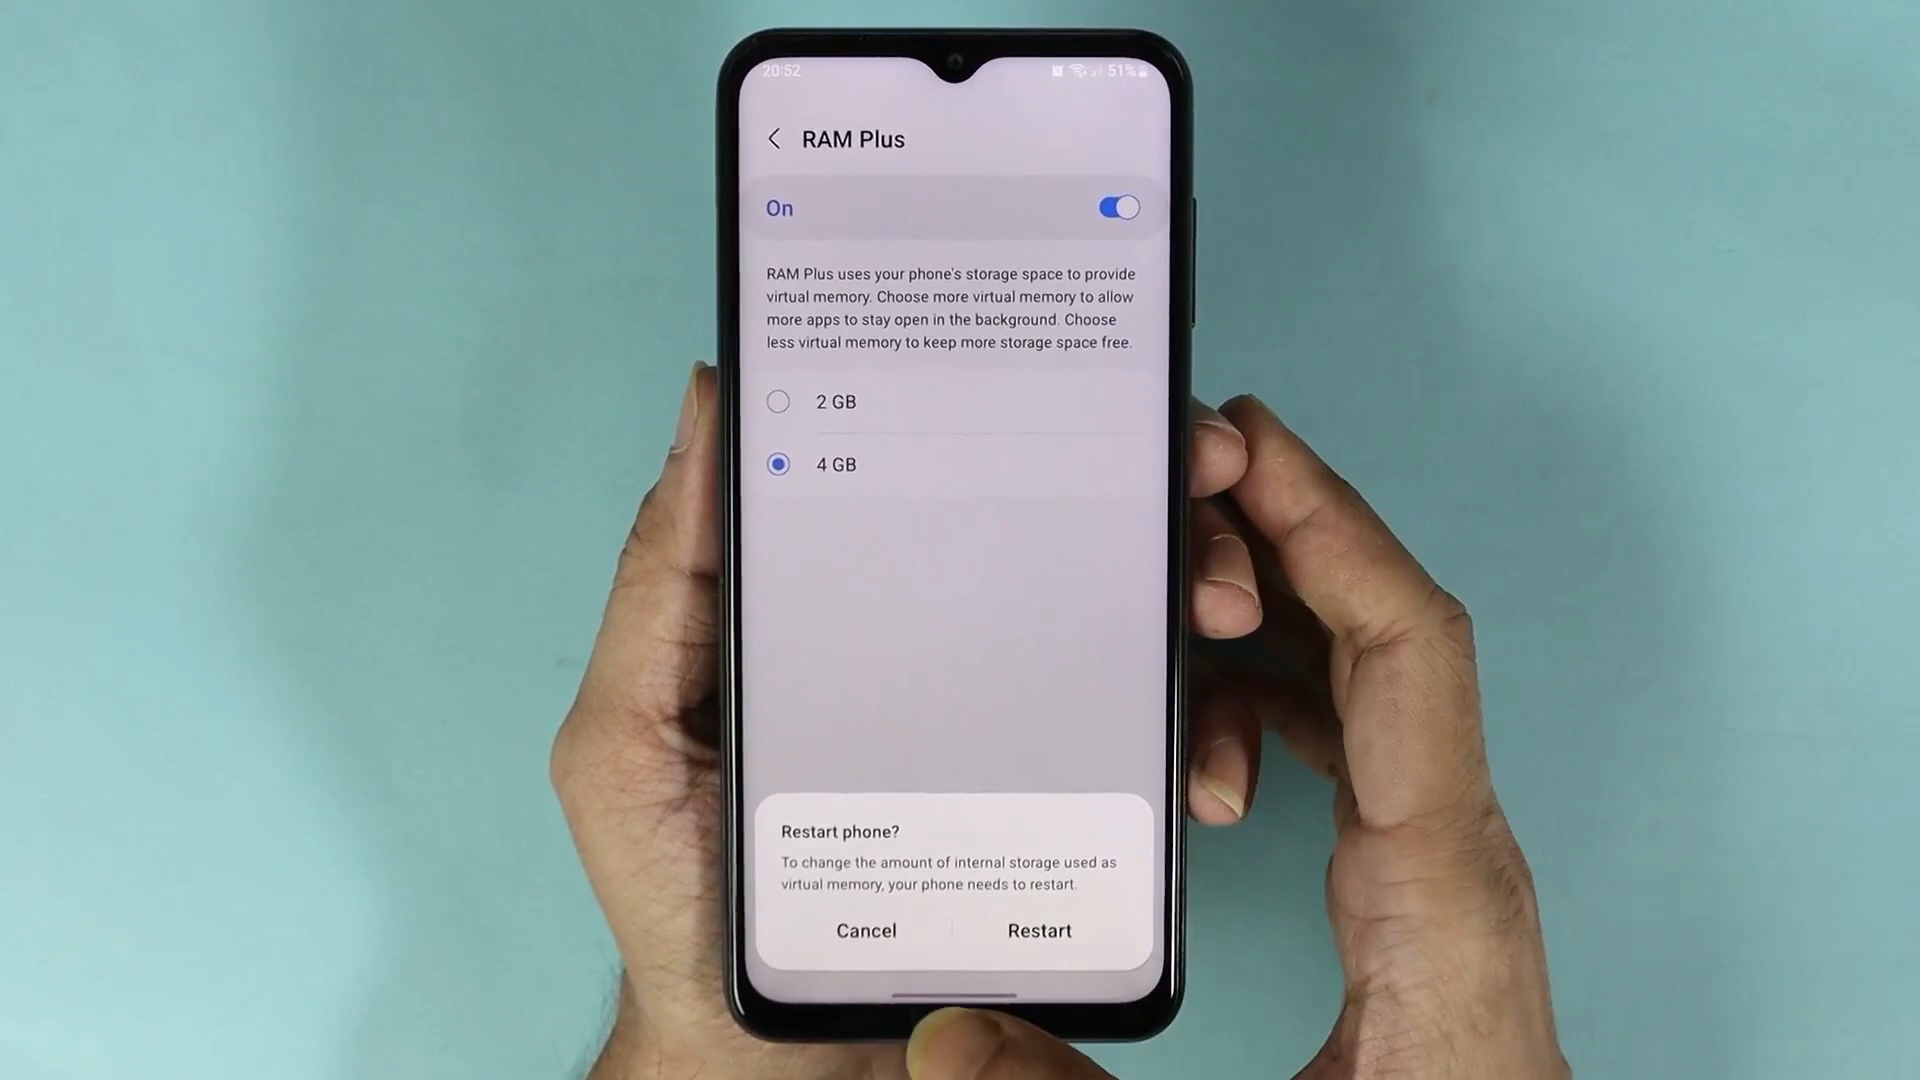 20:52
51%
RAM Plus
On
RAM Plus uses your phone's storage space to provide
virtual memory. Choose more virtual memory to allow
more apps to stay open in the background. Choose
less virtual memory to keep more storage space free.
2 GB
4 GB
Restart phone?
To change the amount of internal storage used as
virtual memory, your phone needs to restart.
Cancel
Restart